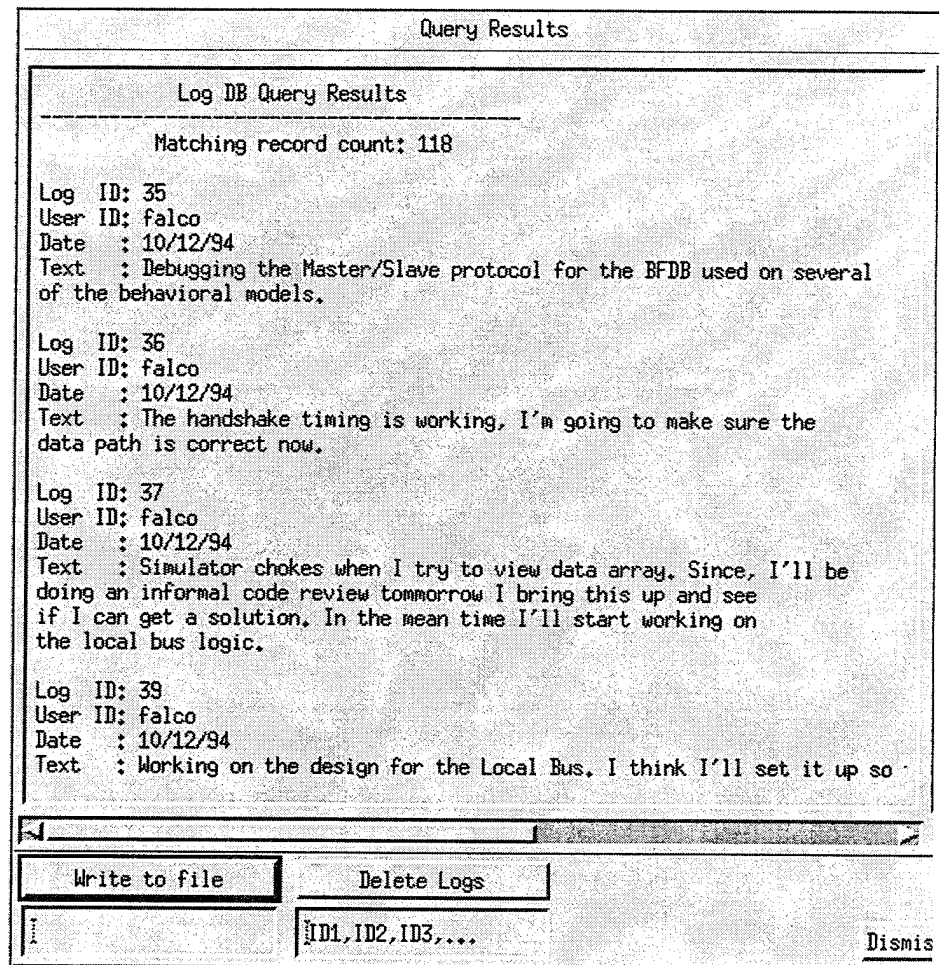 Query Results
Log DB Query Results
------------------------------------------
Matching record count: 118
Log  ID: 35
User ID: falco
Date   : 10/12/94
Text   : Debugging the Master/Slave protocol for the BFDB used on several
of the behavioral models.
Log  ID: 36
User ID: falco
Date   : 10/12/94
Text   : The handshake timing is working, I'm going to make sure the
data path is correct now.
Log  ID: 37
User ID: falco
Date   : 10/12/94
Text   : Simulator chokes when I try to view data array. Since, I'll be
doing an informal code review tommorrow I bring this up and see
if I can get a solution. In the mean time I'll start working on
the local bus logic.
Log  ID: 39
User ID: falco
Date   : 10/12/94
Text   : Working on the design for the Local Bus. I think I'll set it up so
Write to file
Delete Logs
ID1,ID2,ID3,...
Dismis